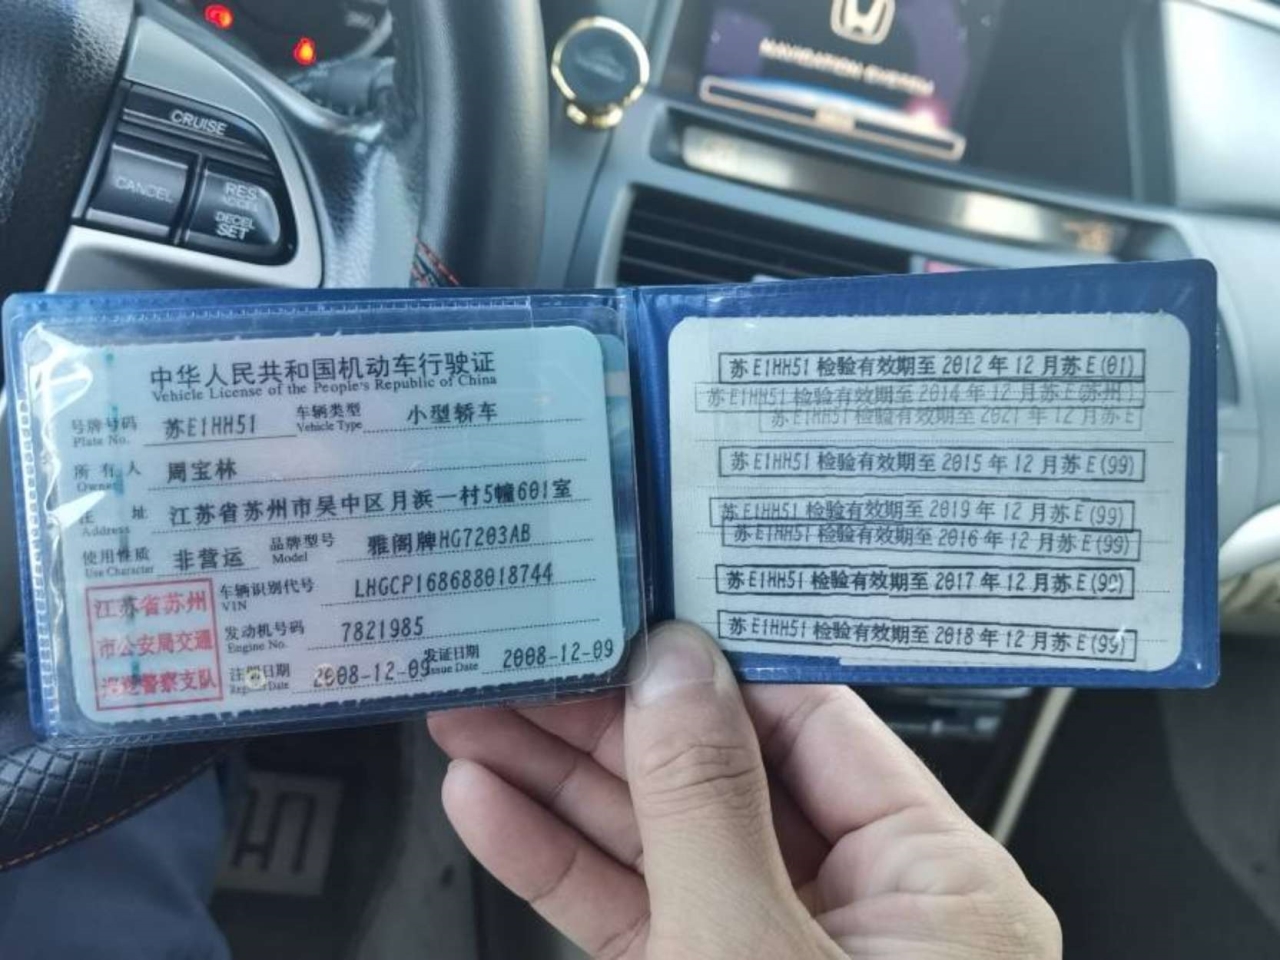 CRUISE
CANCEL
RES
ACCEL
DECEL
SET
NAVIGATION SYSTEM
中华人民共和国机动车行驶证
Vehicle License of the People's Republic of China
号牌号码 苏E1HH51 车辆类型 小型轿车
Plate No. Vehicle Type
所有人 周宝林
Owner
住址 江苏省苏州市吴中区月浜一村5幢601室
Address
使用性质 非营运 品牌型号 雅阁牌HG7203AB
Use Character Model
江苏省苏州
市公安局交通
巡逻警察支队
车辆识别代号 LHGCP168688018744
VIN
发动机号码 7821985
Engine No.
注册日期 2008-12-09 发证日期 2008-12-09
Register Date Issue Date
苏E1HH51 检验有效期至 2012 年 12 月苏E(01)
苏E1HH51 检验有效期至 2014 年 12 月苏E(苏州)
苏E1HH51 检验有效期至 2021 年 12 月苏E
苏E1HH51 检验有效期至 2015 年 12 月苏E(99)
苏E1HH51 检验有效期至 2019 年 12 月苏E(99)
苏E1HH51 检验有效期至 2016 年 12 月苏E(99)
苏E1HH51 检验有效期至 2017 年 12 月苏E(99)
苏E1HH51 检验有效期至 2018 年 12 月苏E(99)